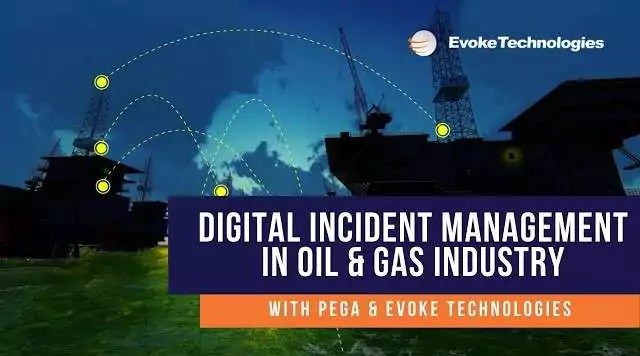 EvokeTechnologies
DIGITAL INCIDENT MANAGEMENT
IN OIL & GAS INDUSTRY
WITH PEGA & EVOKE TECHNOLOGIES